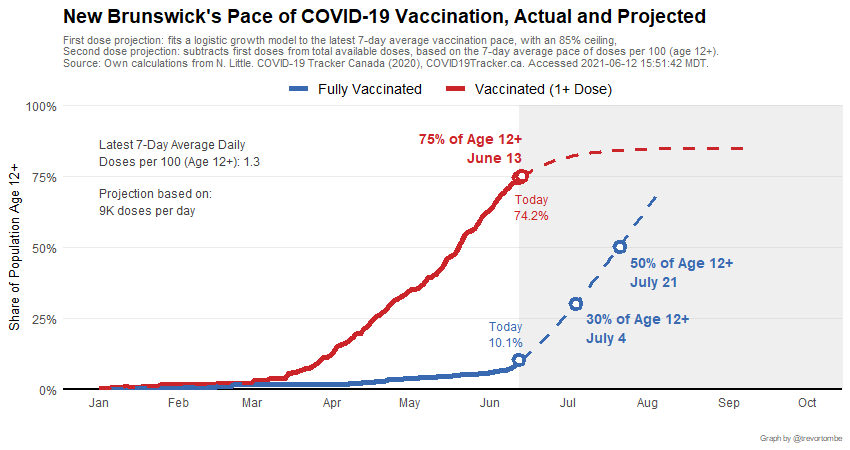 New Brunswick's Pace of COVID-19 Vaccination, Actual and Projected
First dose projection: fits a logistic growth model to the latest 7-day average vaccination pace, with an 85% ceiling,
Second dose projection: subtracts first doses from total available doses, based on the 7-day average pace of doses per 100 (age 12+).
Source: Own calculations from N. Little. COVID-19 Tracker Canada (2020), COVID19Tracker.ca. Accessed 2021-06-12 15:51:42 MDT.
Fully Vaccinated Vaccinated (1+ Dose)
Share of Population Age 12+
100%
75%
50%
25%
0%
Latest 7-Day Average Daily
Doses per 100 (Age 12+): 1.3
Projection based on:
9K doses per day
75% of Age 12+
June 13
Today
74.2%
50% of Age 12+
July 21
30% of Age 12+
July 4
Today
10.1%
Jan Feb Mar Apr May Jun Jul Aug Sep Oct
Graph by @trevortombe